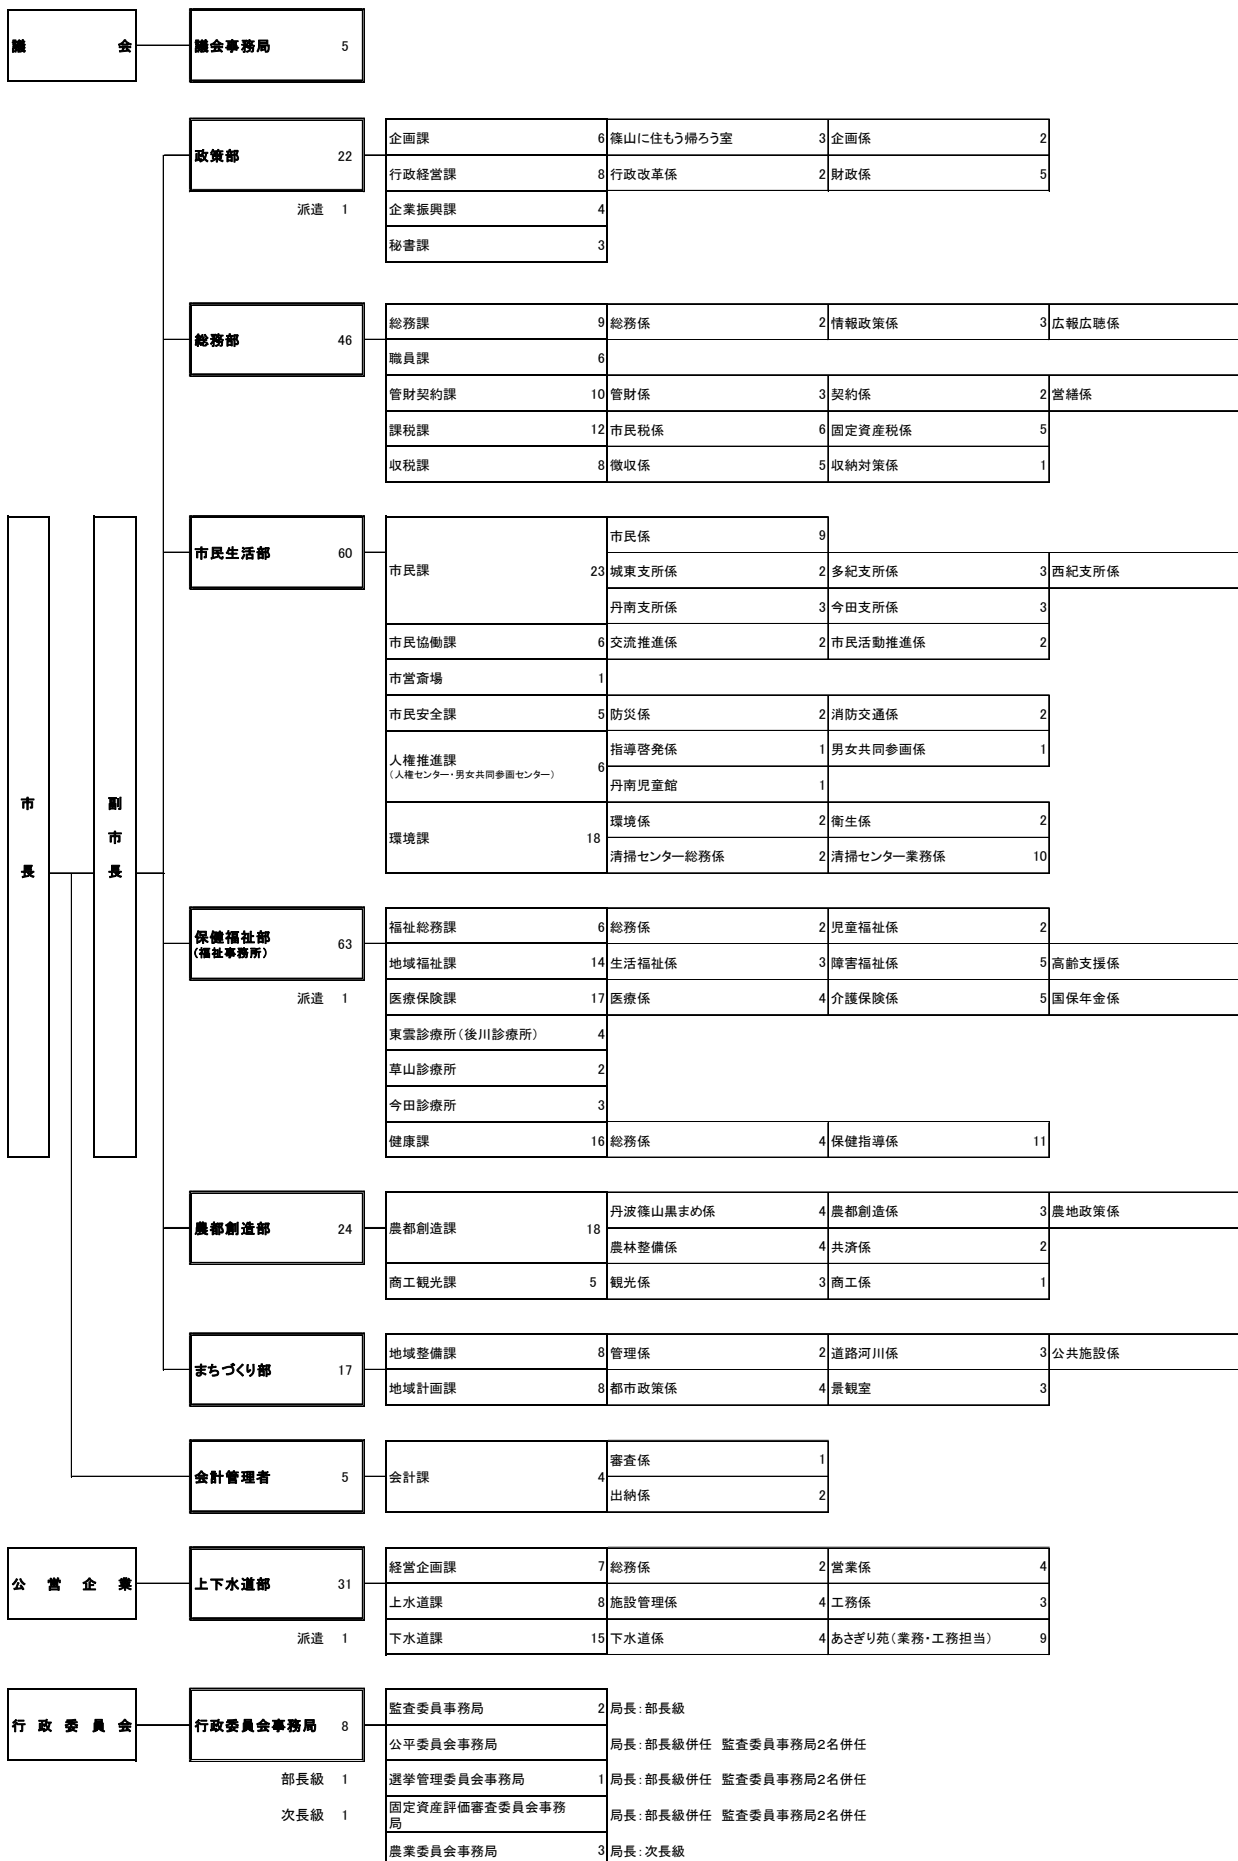 議会 議会事務局 5
政策部 22
派遣 1
企画課 6 篠山に住もう帰ろう室 3 企画係 2
行政経営課 8 行政改革係 2 財政係 5
企業振興課 4
秘書課 3
総務部 46
総務課 9 総務係 2 情報政策係 3 広報広聴係
職員課 6
管財契約課 10 管財係 3 契約係 2 営繕係
課税課 12 市民税係 6 固定資産税係 5
収税課 8 徴収係 5 収納対策係 1
市長
副市長
市民生活部 60
市民課 23
市民係 9
城東支所係 2 多紀支所係 3 西紀支所係
丹南支所係 3 今田支所係 3
市民協働課 6 交流推進係 2 市民活動推進係 2
市営斎場 1
市民安全課 5 防災係 2 消防交通係 2
人権推進課 6
(人権センター・男女共同参画センター)
指導啓発係 1 男女共同参画係 1
丹南児童館 1
環境課 18
環境係 2 衛生係 2
清掃センター総務係 2 清掃センター業務係 10
保健福祉部 63
(福祉事務所)
派遣 1
福祉総務課 6 総務係 2 児童福祉係 2
地域福祉課 14 生活福祉係 3 障害福祉係 5 高齢支援係
医療保険課 17 医療係 4 介護保険係 5 国保年金係
東雲診療所(後川診療所) 4
草山診療所 2
今田診療所 3
健康課 16 総務係 4 保健指導係 11
農都創造部 24
農都創造課 18
丹波篠山黒まめ係 4 農都創造係 3 農地政策係
農林整備係 4 共済係 2
商工観光課 5 観光係 3 商工係 1
まちづくり部 17
地域整備課 8 管理係 2 道路河川係 3 公共施設係
地域計画課 8 都市政策係 4 景観室 3
会計管理者 5
会計課 4
審査係 1
出納係 2
公営企業 上下水道部 31
派遣 1
経営企画課 7 総務係 2 営業係 4
上水道課 8 施設管理係 4 工務係 3
下水道課 15 下水道係 4 あさぎり苑(業務・工務担当) 9
行政委員会 行政委員会事務局 8
部長級 1
次長級 1
監査委員事務局 2 局長:部長級
公平委員会事務局 局長:部長級併任 監査委員事務局2名併任
選挙管理委員会事務局 1 局長:部長級併任 監査委員事務局2名併任
固定資産評価審査委員会事務
局
局長:部長級併任 監査委員事務局2名併任
農業委員会事務局 3 局長:次長級